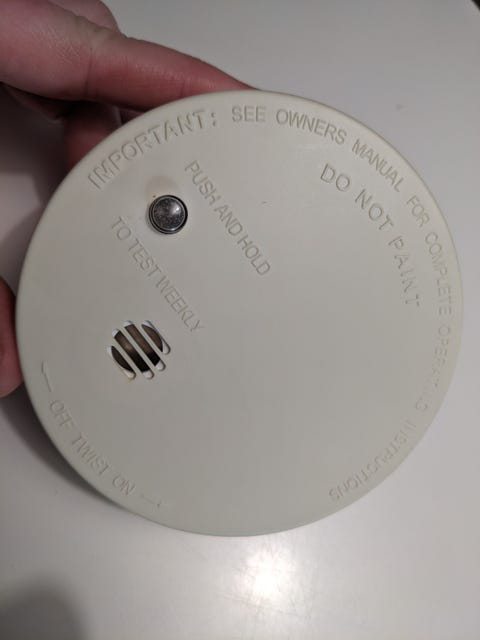 IMPORTANT: SEE OWNERS MANUAL FOR COMPLETE OPERATING INSTRUCTIONS
DO NOT PAINT
PUSH AND HOLD
TO TEST WEEKLY
OFF TWIST ON